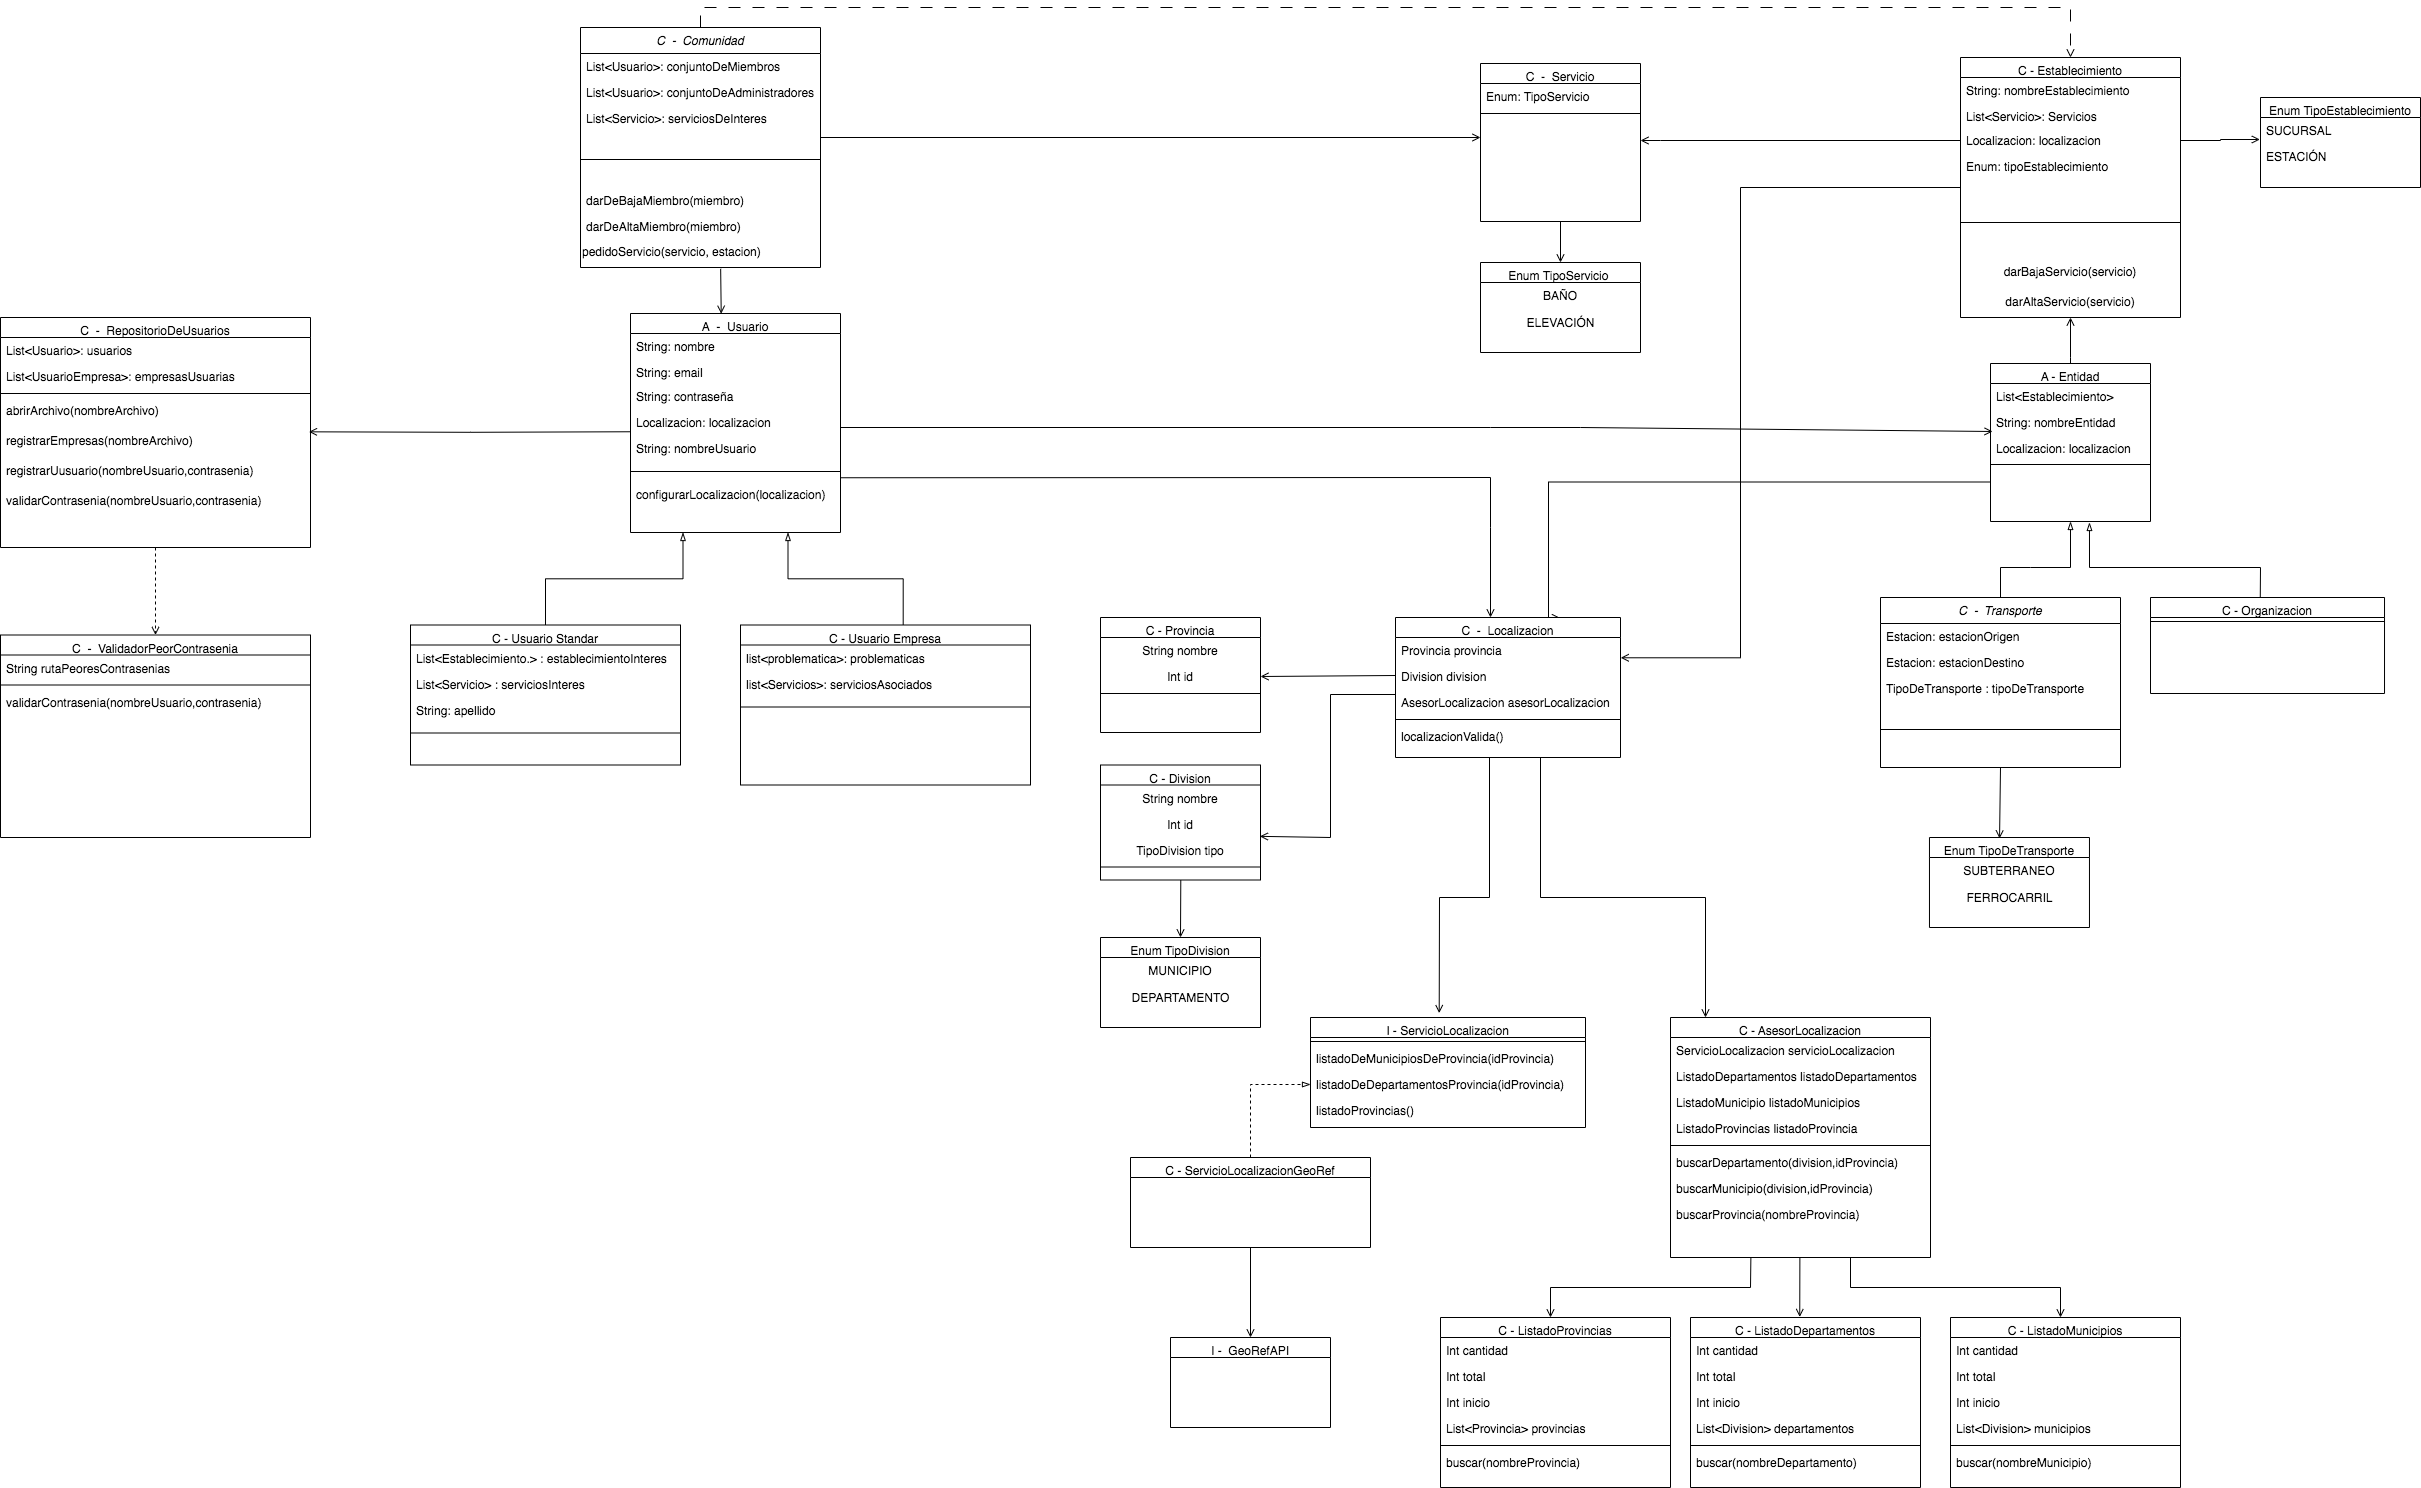 C - Comunidad
List<Usuario>: conjuntoDeMiembros
List<Usuario>: conjuntoDeAdministradores
List<Servicio>: serviciosDeInteres
darDeBajaMiembro(miembro)
darDeAltaMiembro(miembro)
pedidoServicio(servicio, estacion)
C - Servicio
Enum: TipoServicio
C - Establecimiento
String: nombreEstablecimiento
List<Servicio>: Servicios
Localizacion: localizacion
Enum: tipoEstablecimiento
darBajaServicio(servicio)
darAltaServicio(servicio)
Enum TipoEstablecimiento
SUCURSAL
ESTACIÓN
Enum TipoServicio
BAÑO
ELEVACIÓN
C - RepositorioDeUsuarios
List<Usuario>: usuarios
List<UsuarioEmpresa>: empresasUsuarias
abrirArchivo(nombreArchivo)
registrarEmpresas(nombreArchivo)
registrarUusuario(nombreUsuario,contrasenia)
validarContrasenia(nombreUsuario,contrasenia)
A - Usuario
String: nombre
String: email
String: contraseña
Localizacion: localizacion
String: nombreUsuario
configurarLocalizacion(localizacion)
A - Entidad
List<Establecimiento>
String: nombreEntidad
Localizacion: localizacion
C - ValidadorPeorContrasenia
String rutaPeoresContrasenias
validarContrasenia(nombreUsuario,contrasenia)
C - Usuario Standar
List<Establecimiento.> : establecimientoInteres
List<Servicio> : serviciosInteres
String: apellido
C - Usuario Empresa
list<problematica>: problematicas
list<Servicios>: serviciosAsociados
C - Provincia
String nombre
Int id
C - Localizacion
Provincia provincia
Division division
AsesorLocalizacion asesorLocalizacion
localizacionValida()
C - Transporte
Estacion: estacionOrigen
Estacion: estacionDestino
TipoDeTransporte : tipoDeTransporte
C - Organizacion
C - Division
String nombre
Int id
TipoDivision tipo
Enum TipoDeTransporte
SUBTERRANEO
FERROCARRIL
Enum TipoDivision
MUNICIPIO
DEPARTAMENTO
I - ServicioLocalizacion
listadoDeMunicipiosDeProvincia(idProvincia)
listadoDeDepartamentosProvincia(idProvincia)
listadoProvincias()
C - AsesorLocalizacion
ServicioLocalizacion servicioLocalizacion
ListadoDepartamentos listadoDepartamentos
ListadoMunicipio listadoMunicipios
ListadoProvincias listadoProvincia
buscarDepartamento(division,idProvincia)
buscarMunicipio(division,idProvincia)
buscarProvincia(nombreProvincia)
C - ServicioLocalizacionGeoRef
I - GeoRefAPI
C - ListadoProvincias
Int cantidad
Int total
Int inicio
List<Provincia> provincias
buscar(nombreProvincia)
C - ListadoDepartamentos
Int cantidad
Int total
Int inicio
List<Division> departamentos
buscar(nombreDepartamento)
C - ListadoMunicipios
Int cantidad
Int total
Int inicio
List<Division> municipios
buscar(nombreMunicipio)